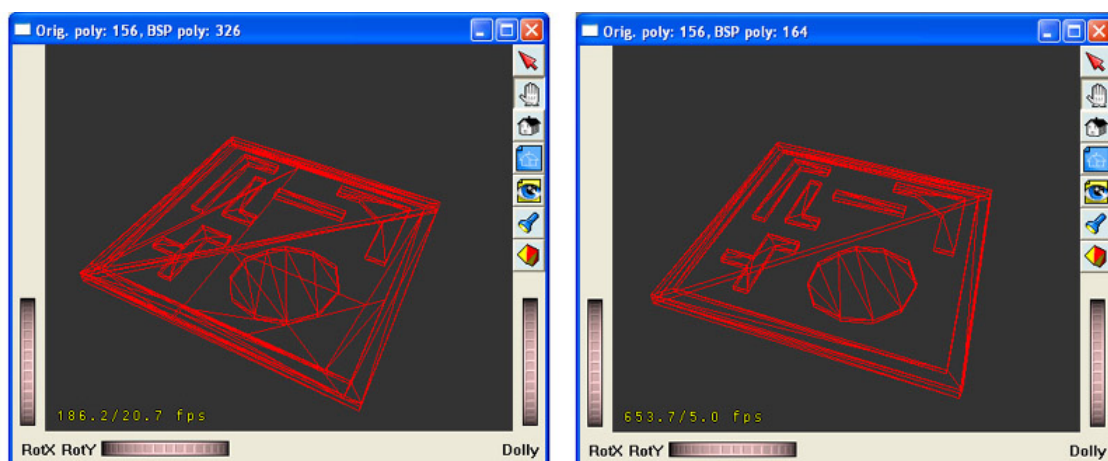 Orig. poly: 156, BSP poly: 326
186.2/20.7 fps
RotX RotY Dolly
Orig. poly: 156, BSP poly: 164
653.7/5.0 fps
RotX RotY Dolly